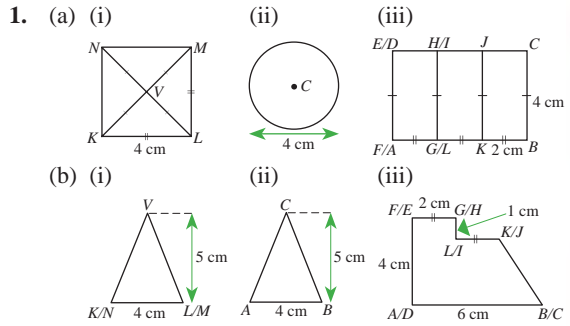 1. (a) (i) (ii) (iii)
N M
V
K L
4 cm
C
4 cm
E/D H/I J C
4 cm
F/A G/L K 2 cm B
(b) (i) (ii) (iii)
V
5 cm
K/N 4 cm L/M
C
5 cm
A 4 cm B
F/E 2 cm G/H 1 cm
L/I K/J
4 cm
A/D 6 cm B/C